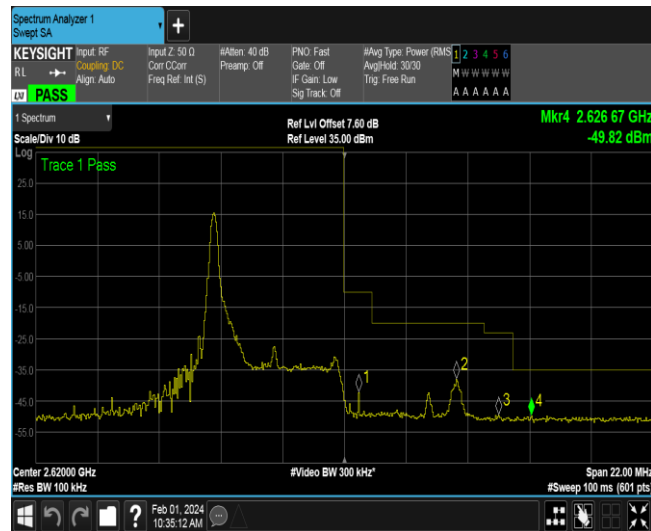 Spectrum Analyzer 1
Swept SA
+
KEYSIGHT Input: RF Input Z: 50 Ω #Atten: 40 dB PNO: Fast #Avg Type: Power (RMS 1 2 3 4 5 6
RL Coupling: DC Corr CCorr Preamp: Off Gate: Off Avg|Hold: 30/30 M W W W W W
Align: Auto Freq Ref: Int (S) IF Gain: Low Trig: Free Run
LXI PASS Sig Track: Off A A A A A A
1 Spectrum Ref Lvl Offset 7.60 dB Mkr4 2.626 67 GHz
Scale/Div 10 dB Ref Level 35.00 dBm -49.82 dBm
Log
Trace 1 Pass
25.0
15.0
5.00
-5.00
-15.0
-25.0
-35.0
1 2
-45.0
3 4
-55.0
Center 2.62000 GHz #Video BW 300 kHz* Span 22.00 MHz
#Res BW 100 kHz #Sweep 100 ms (601 pts)
? Feb 01, 2024
10:35:12 AM